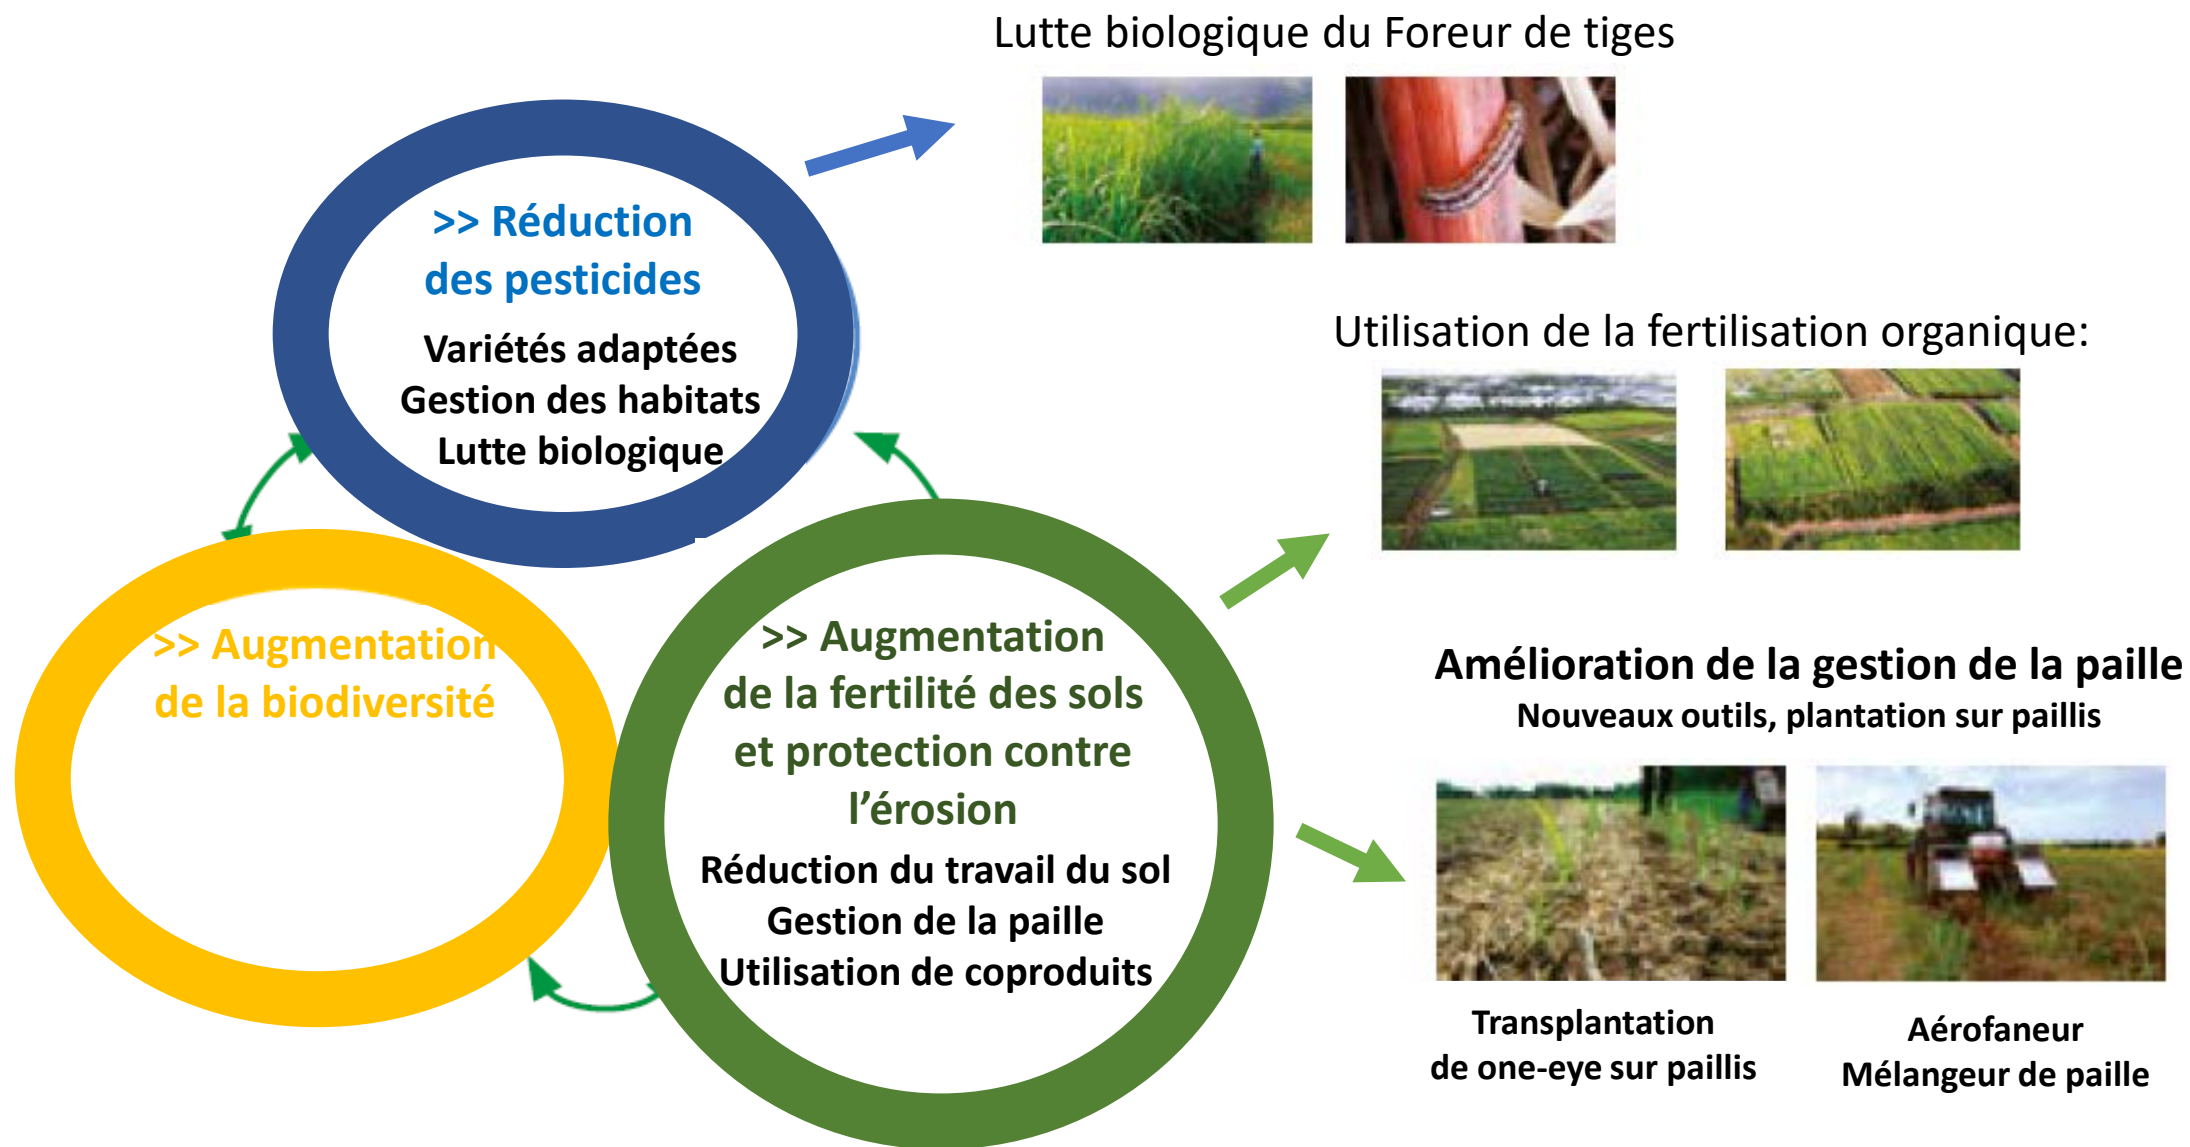 Lutte biologique du Foreur de tiges
>> Réduction
des pesticides
Variétés adaptées
Gestion des habitats
Lutte biologique
Utilisation de la fertilisation organique:
>> Augmentation
de la biodiversité
>> Augmentation
de la fertilité des sols
et protection contre
l’érosion
Réduction du travail du sol
Gestion de la paille
Utilisation de coproduits
Amélioration de la gestion de la paille
Nouveaux outils, plantation sur paillis
Transplantation
de one-eye sur paillis
Aérofaneur
Mélangeur de paille